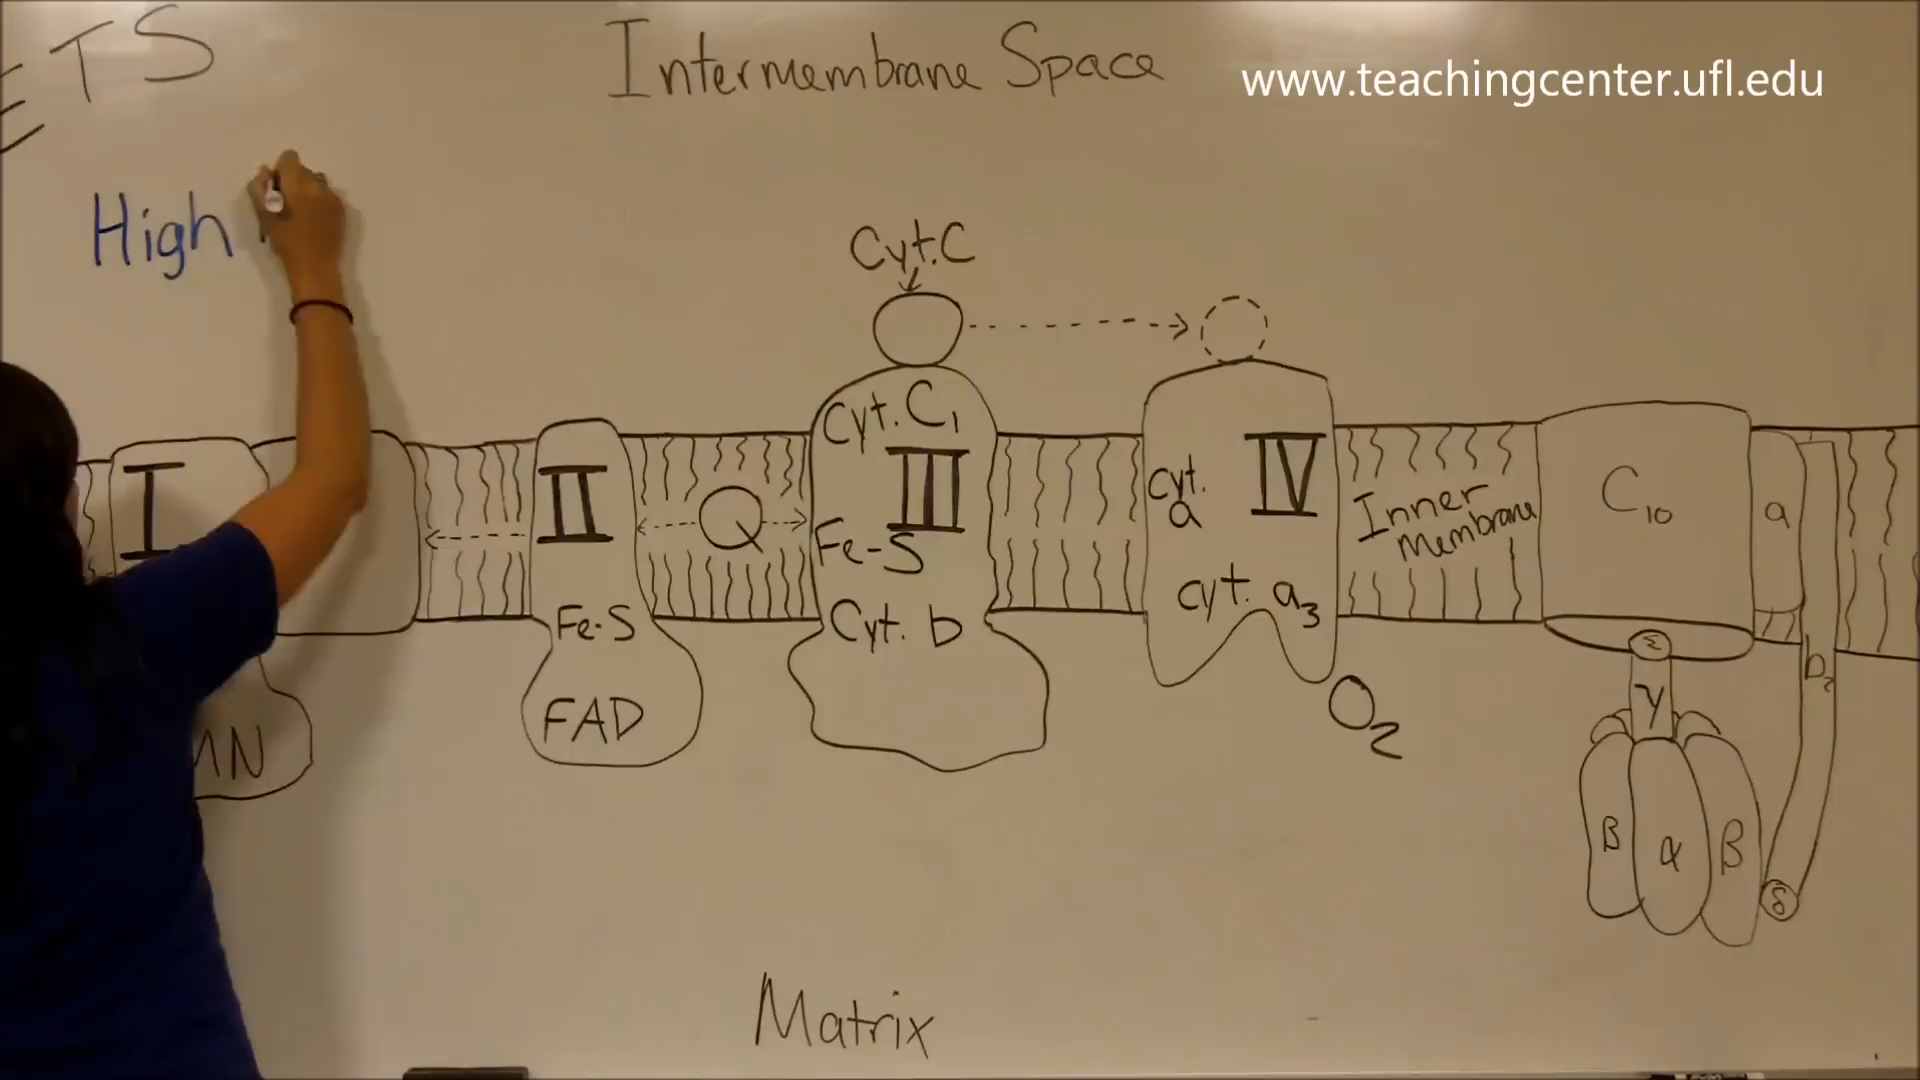 ETS
Intermembrane Space
www.teachingcenter.ufl.edu
High
Cyt. C
Cyt. C1
I
II
Q
III
Fe-S
Cyt. b
cyt. a
IV
cyt. a3
Inner
Membrane
C10
a
Fe-S
FAD
MN
O2
b2
Σ
γ
β
α
β
δ
Matrix